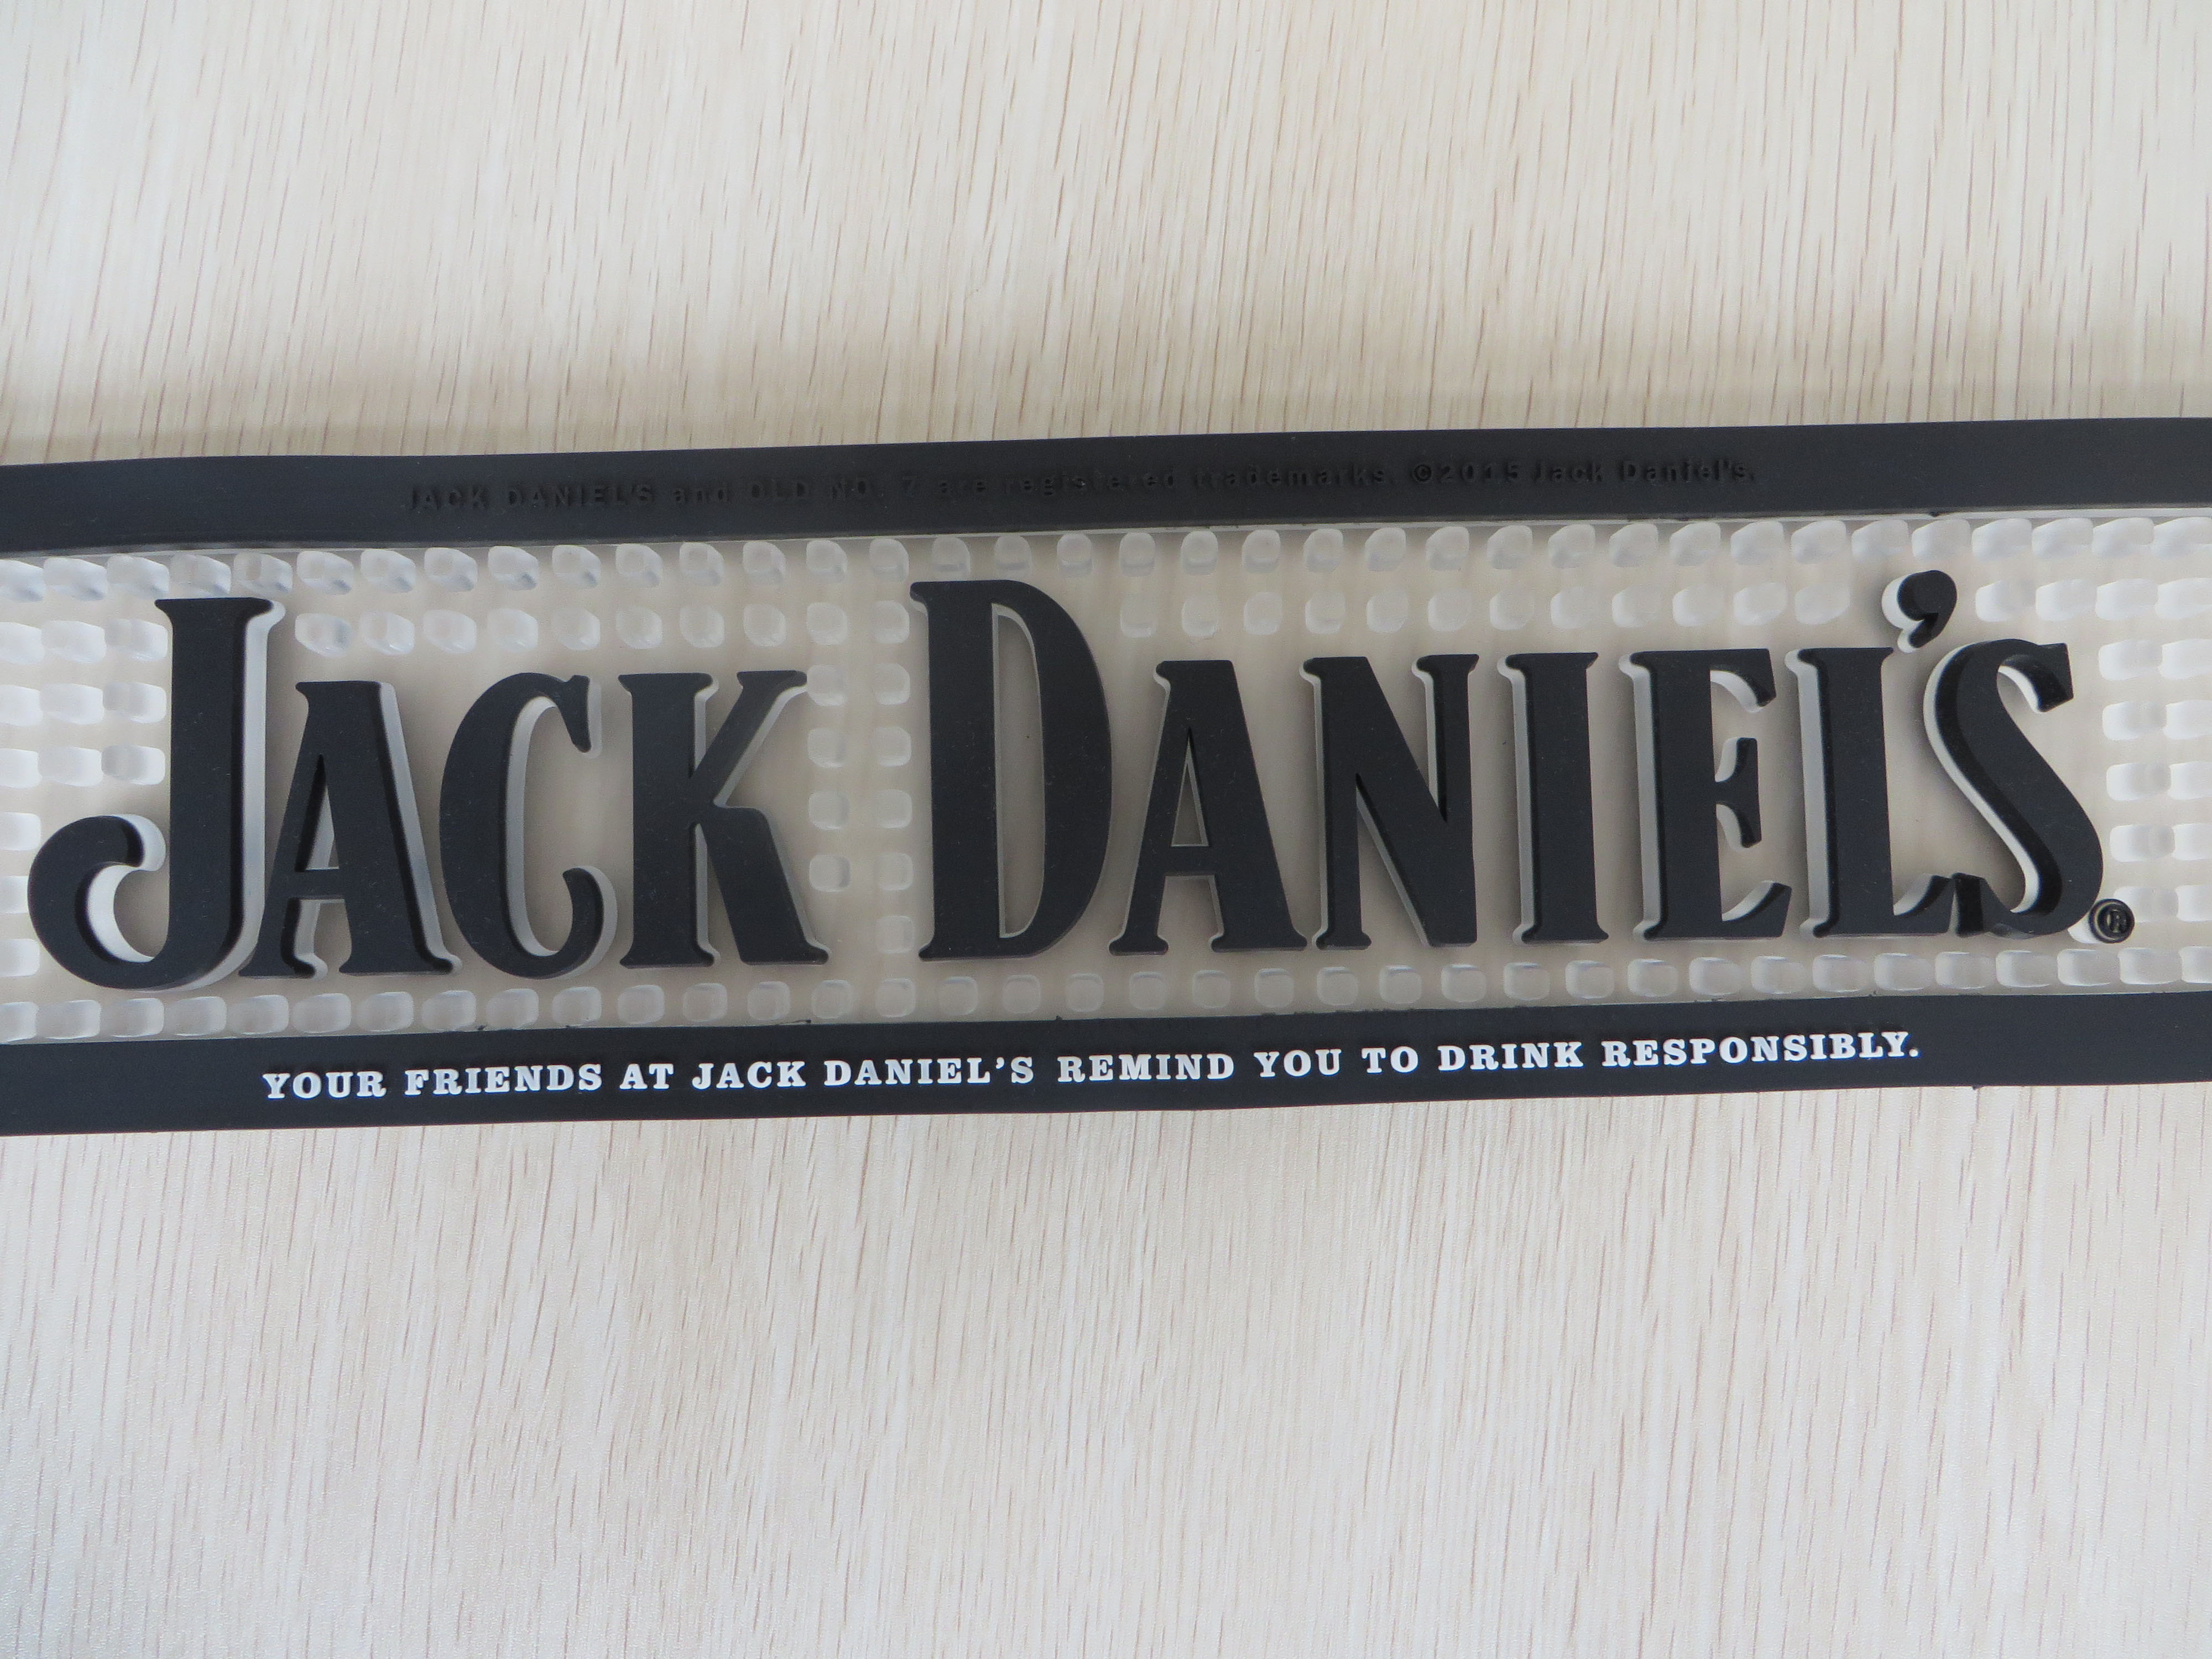 JACK DANIEL'S and OLD NO. 7 are registered trademarks. ©2015 Jack Daniel's.
JACK DANIEL'S®
YOUR FRIENDS AT JACK DANIEL'S REMIND YOU TO DRINK RESPONSIBLY.